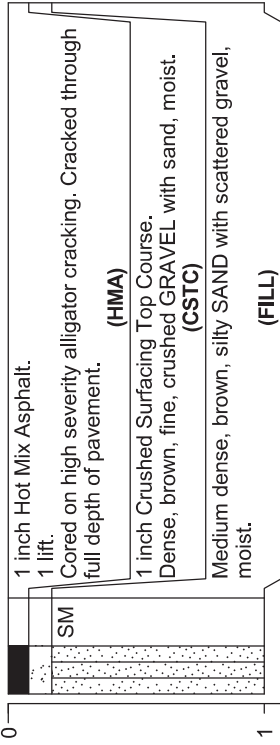 0
1 inch Hot Mix Asphalt.
1 lift.
Cored on high severity alligator cracking. Cracked through
full depth of pavement.
(HMA)
1 inch Crushed Surfacing Top Course.
Dense, brown, fine, crushed GRAVEL with sand, moist.
(CSTC)
SM
Medium dense, brown, silty SAND with scattered gravel,
moist.
(FILL)
1